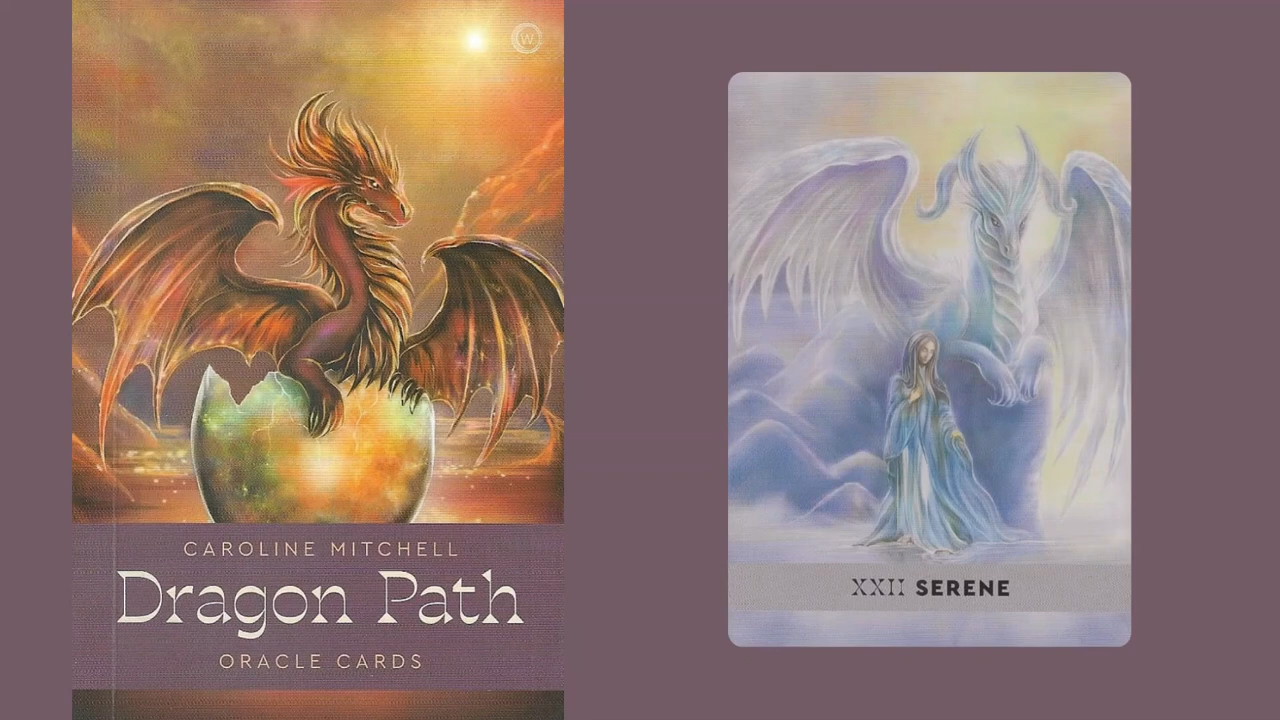 W
CAROLINE MITCHELL
Dragon Path
ORACLE CARDS
XXII SERENE